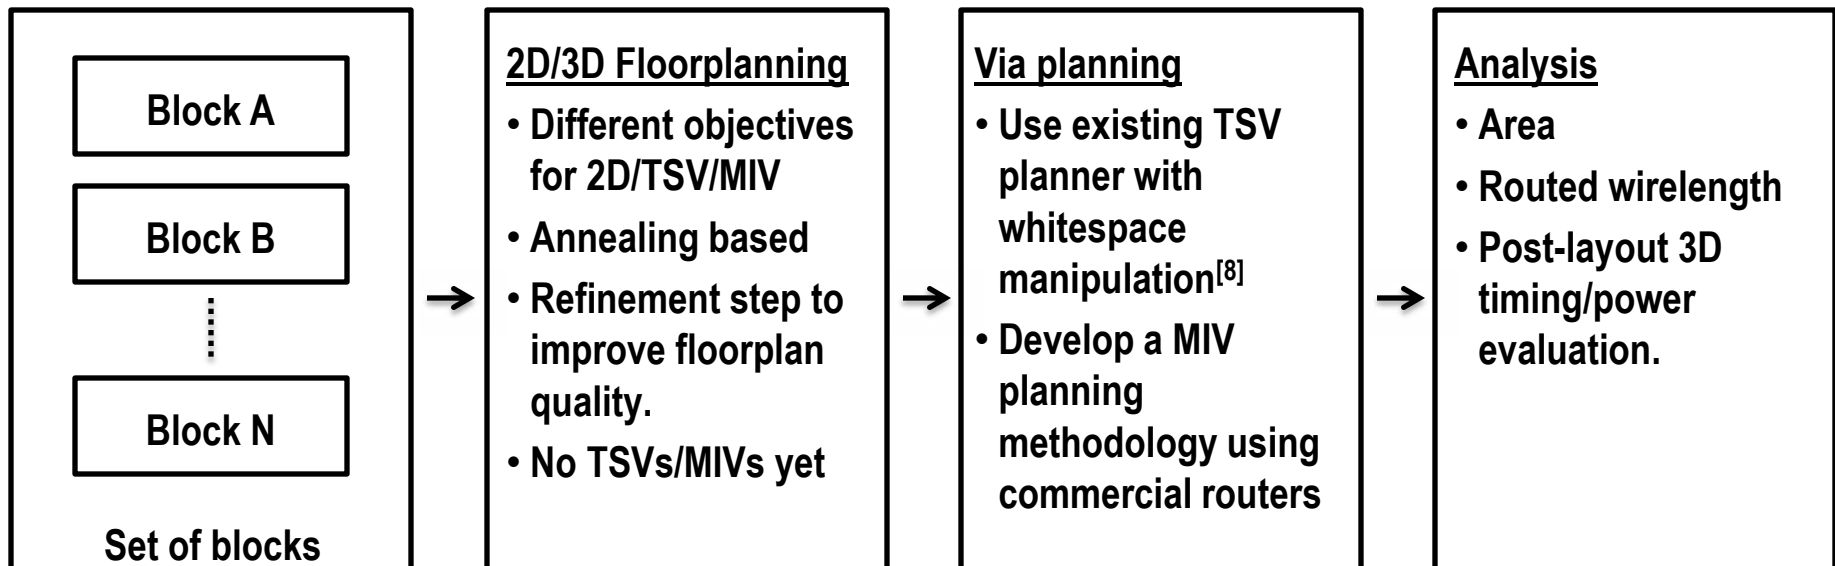 Block A
Block B
Block N
Set of blocks
2D/3D Floorplanning
• Different objectives
for 2D/TSV/MIV
• Annealing based
• Refinement step to
improve floorplan
quality.
• No TSVs/MIVs yet
Via planning
• Use existing TSV
planner with
whitespace
manipulation[8]
• Develop a MIV
planning
methodology using
commercial routers
Analysis
• Area
• Routed wirelength
• Post-layout 3D
timing/power
evaluation.